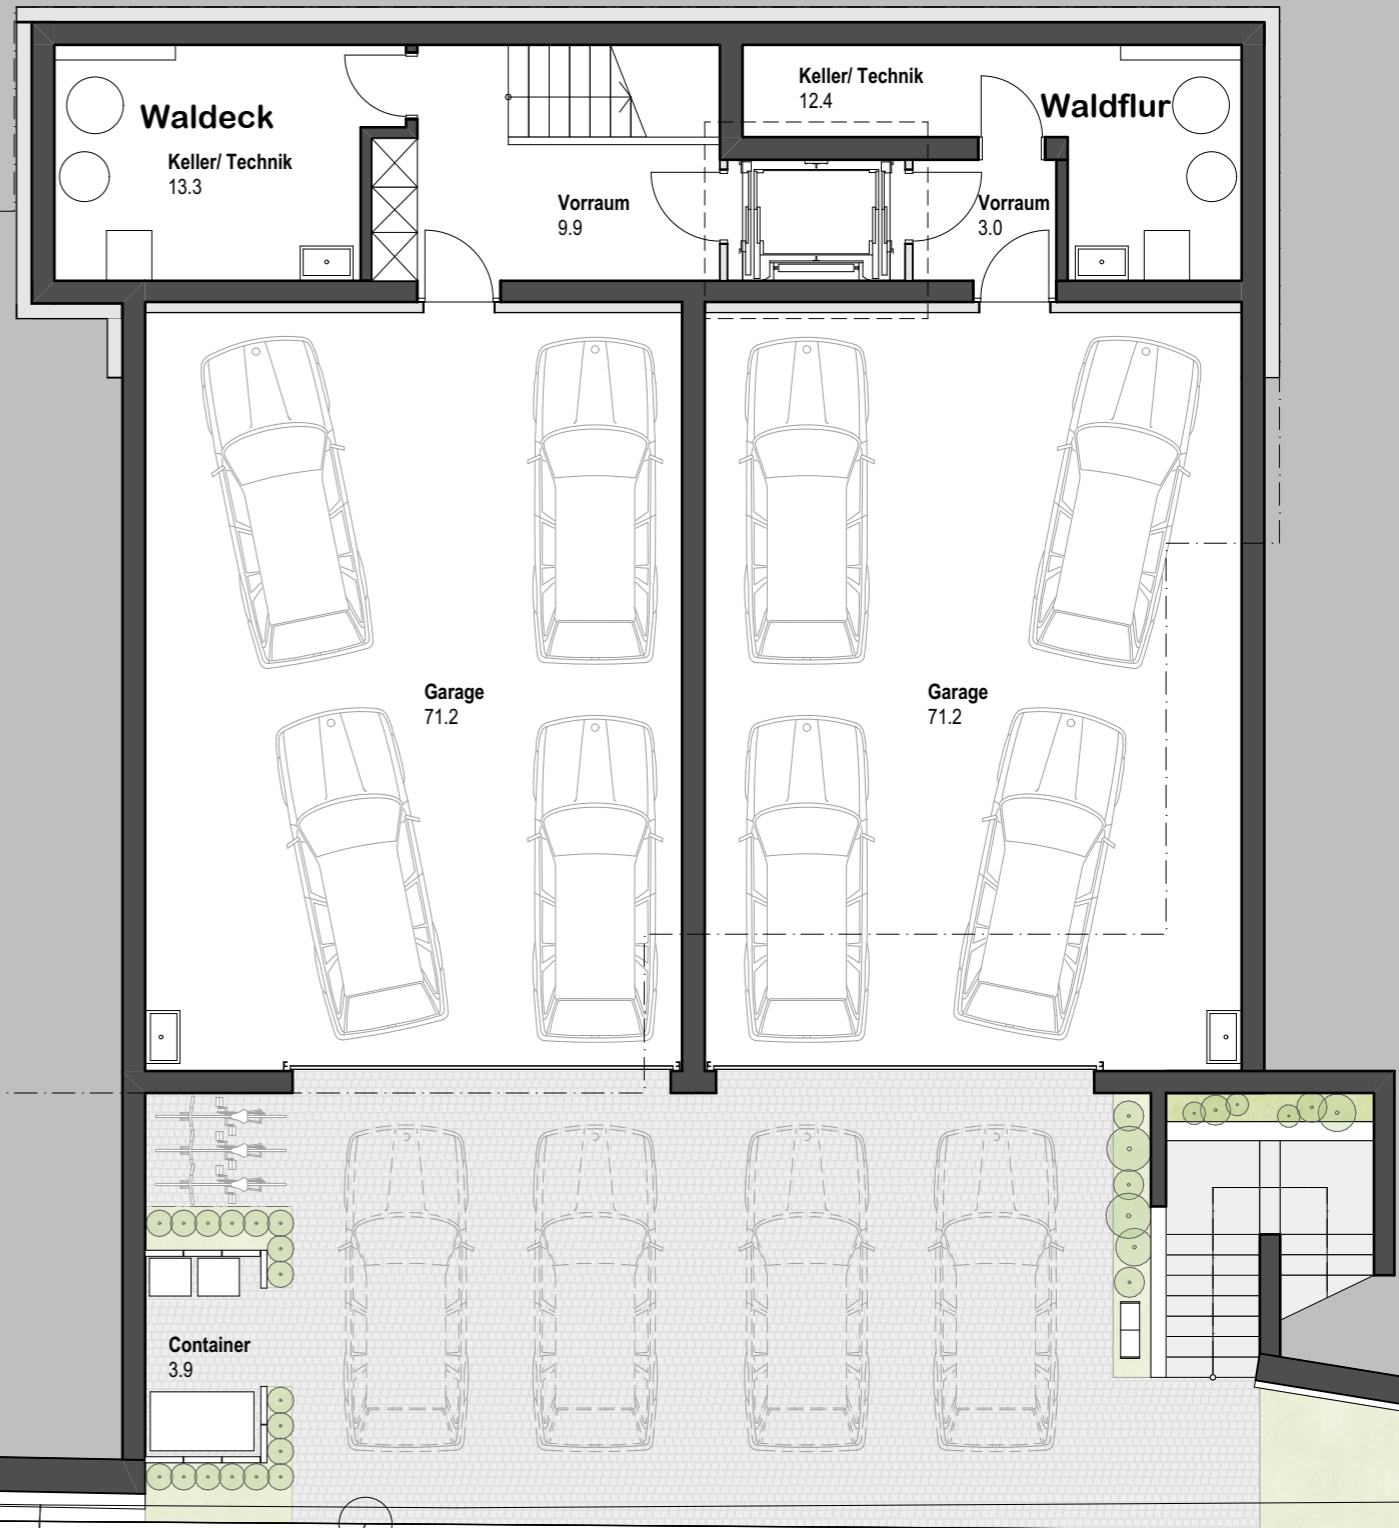 Waldeck
Keller/ Technik
13.3
Keller/ Technik
12.4
Waldflur
Vorraum
9.9
Vorraum
3.0
Garage
71.2
Garage
71.2
Container
3.9